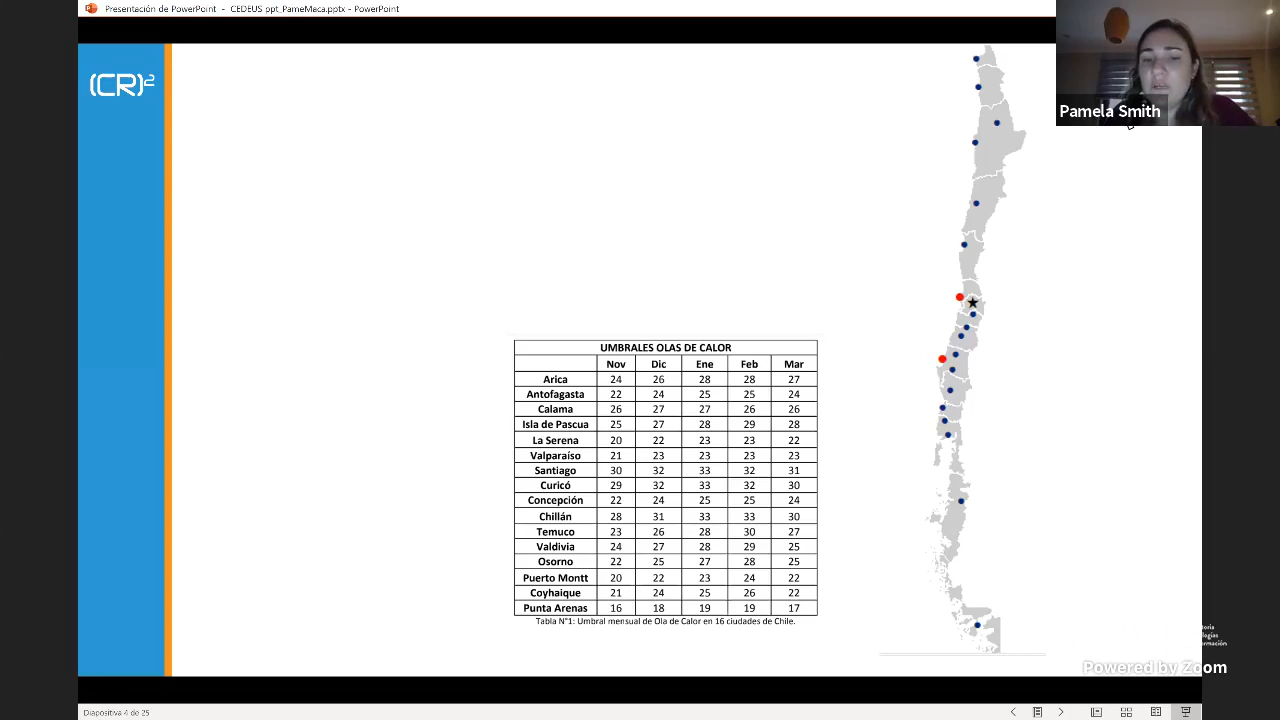 Presentación de PowerPoint - CEDEUS ppt_PameMaca.pptx - PowerPoint
(CR)²
Pamela Smith
UMBRALES OLAS DE CALOR
Nov Dic Ene Feb Mar
Arica 24 26 28 28 27
Antofagasta 22 24 25 25 24
Calama 26 27 27 26 26
Isla de Pascua 25 27 28 29 28
La Serena 20 22 23 23 22
Valparaíso 21 23 23 23 23
Santiago 30 32 33 32 31
Curicó 29 32 33 32 30
Concepción 22 24 25 25 24
Chillán 28 31 33 33 30
Temuco 23 26 28 30 27
Valdivia 24 27 28 29 25
Osorno 22 25 27 28 25
Puerto Montt 20 22 23 24 22
Coyhaique 21 24 25 26 22
Punta Arenas 16 18 19 19 17
Tabla N°1: Umbral mensual de Ola de Calor en 16 ciudades de Chile.
Powered by Zoom
Diapositiva 4 de 25